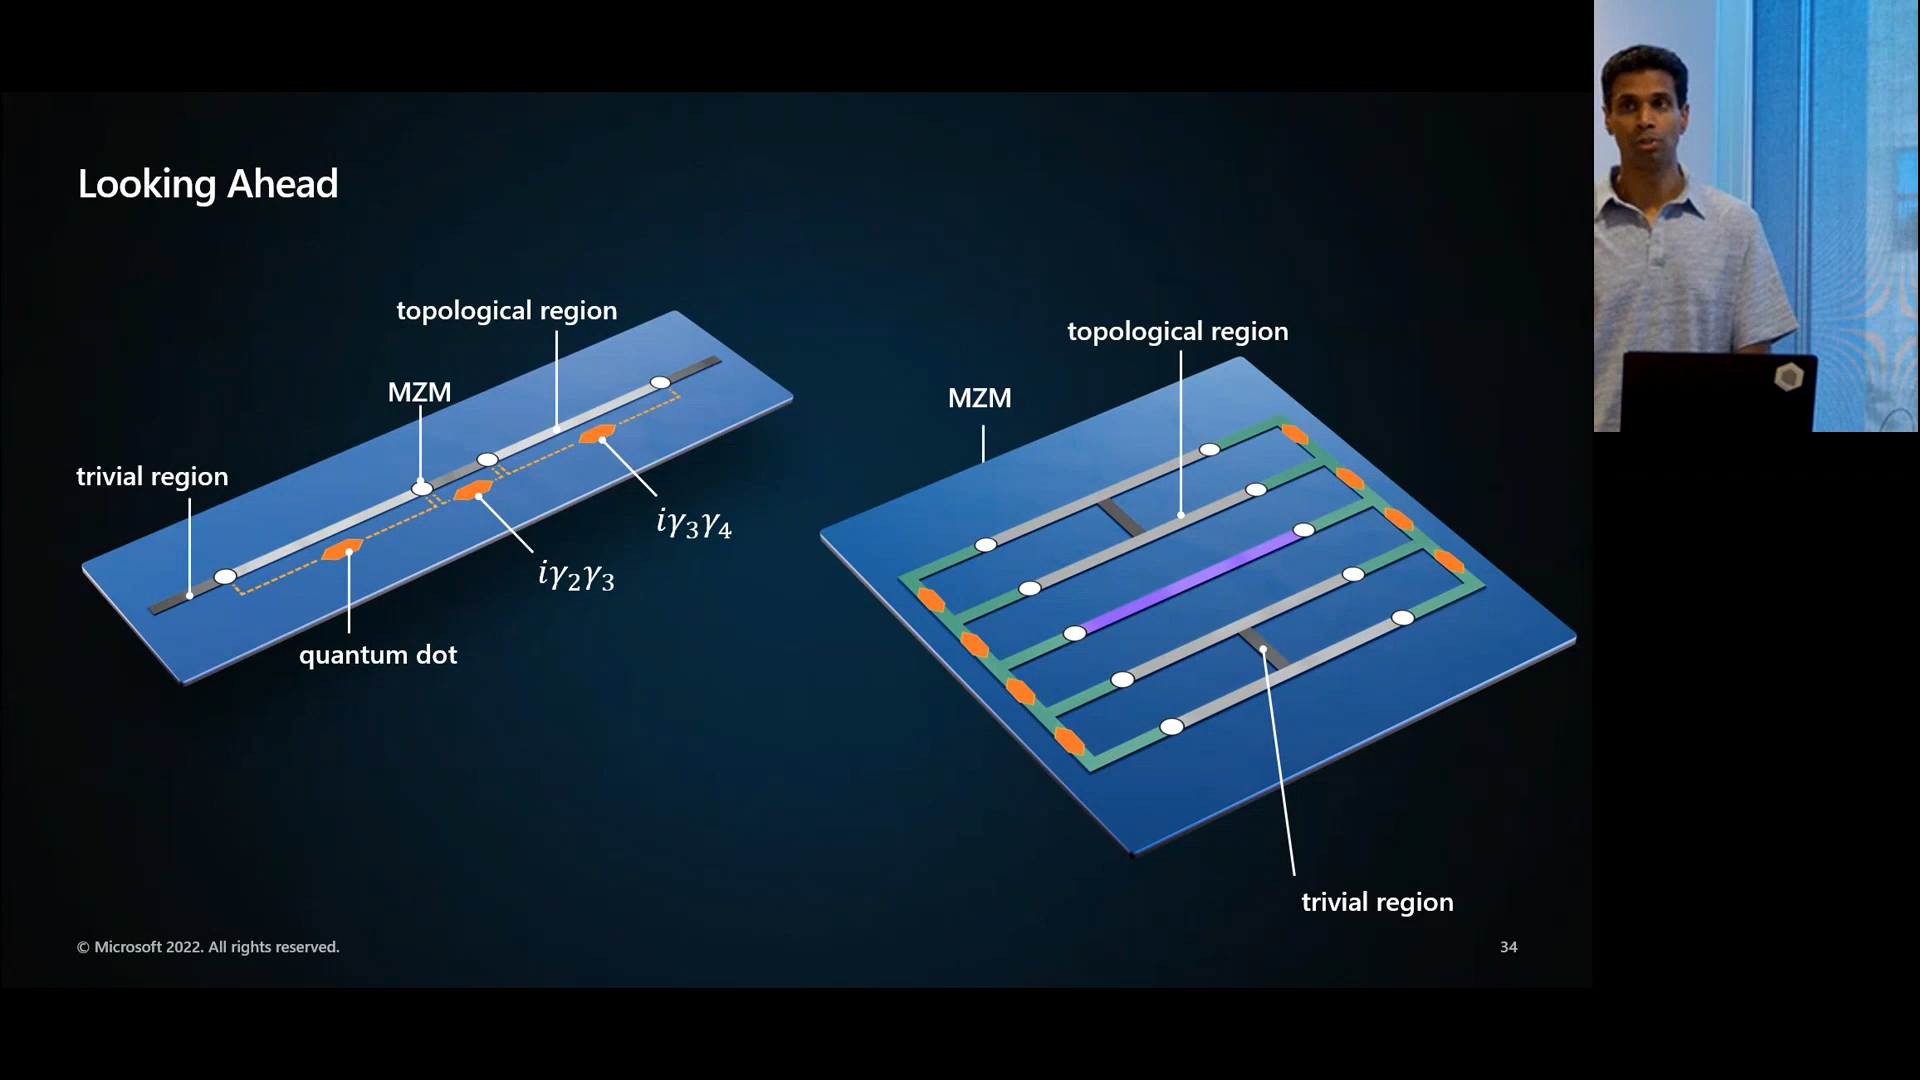 Looking Ahead
topological region
MZM
trivial region
iγ₃γ₄
iγ₂γ₃
quantum dot
topological region
MZM
trivial region
© Microsoft 2022. All rights reserved.
34